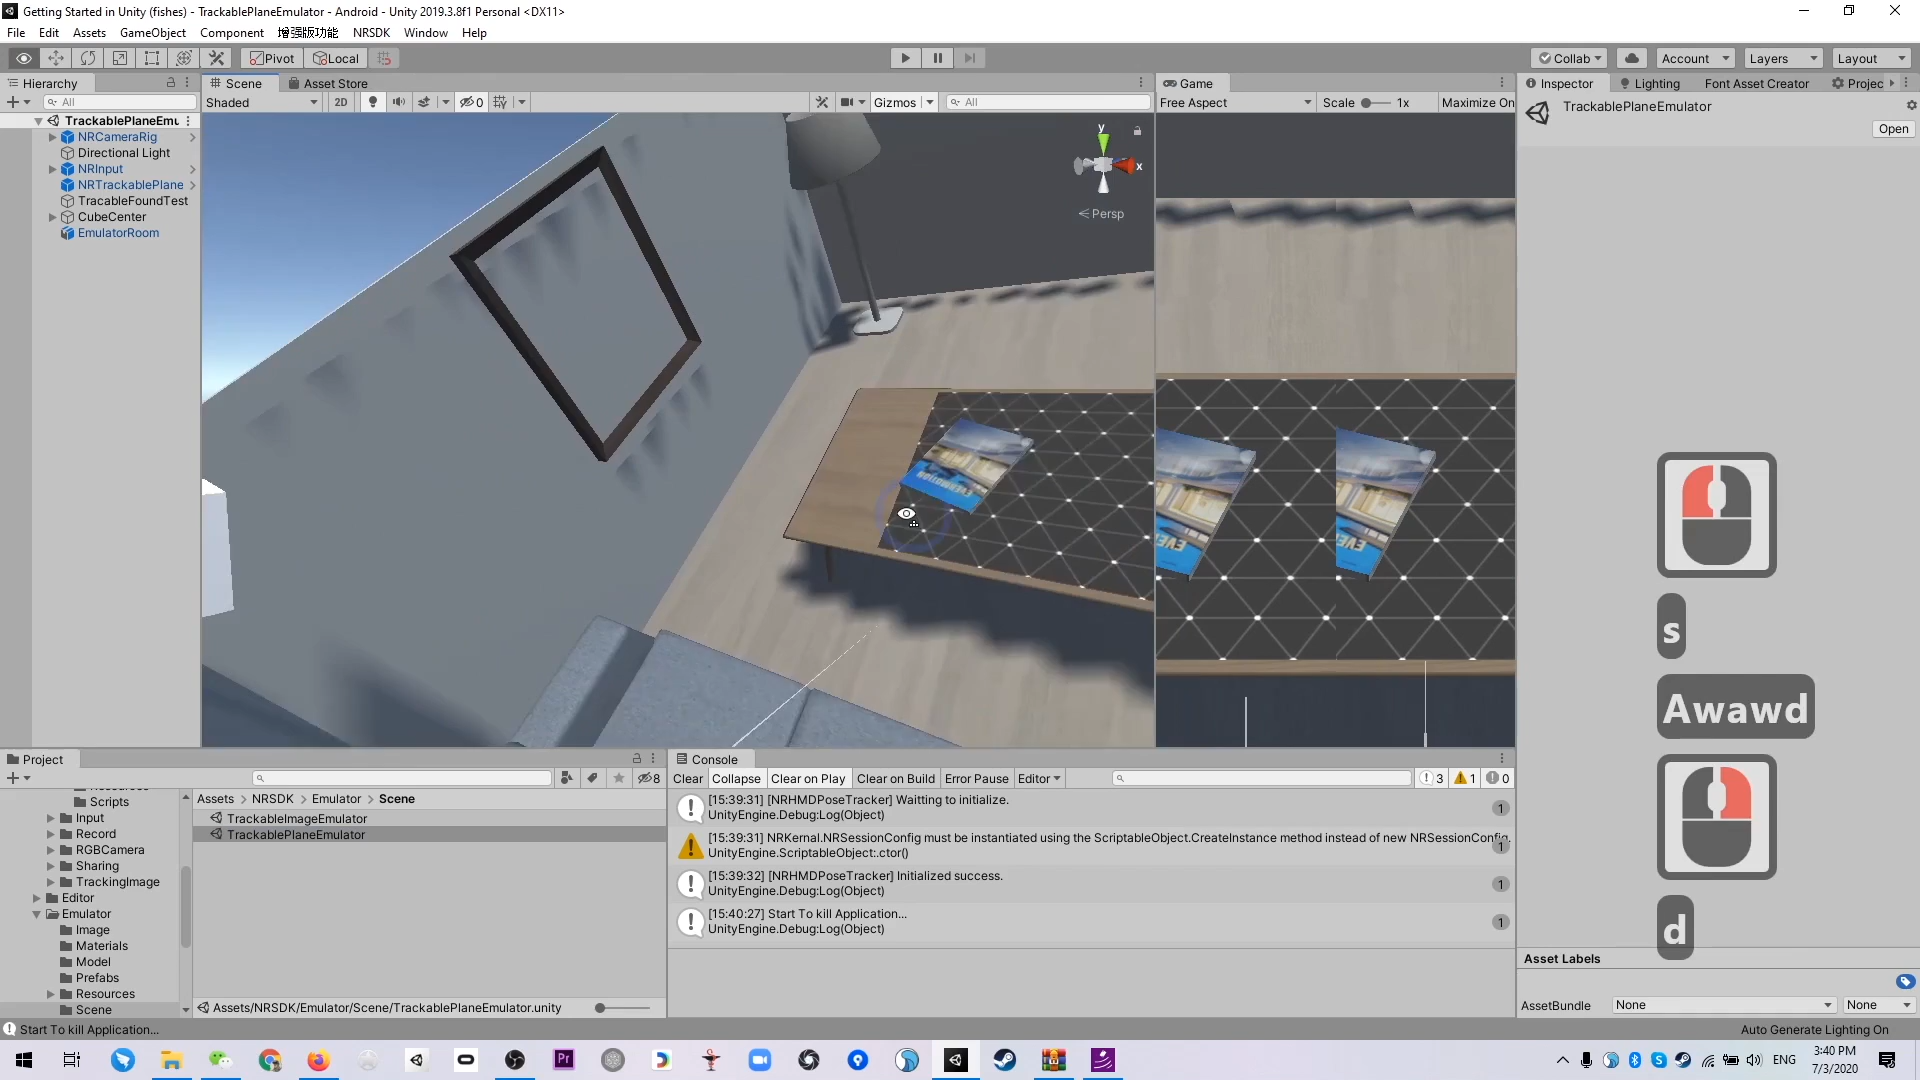 Getting Started in Unity (fishes) - TrackablePlaneEmulator - Android - Unity 2019.3.8f1 Personal <DX11>
File Edit Assets GameObject Component 增强版功能 NRSDK Window Help
Pivot Local Collab Account Layers Layout
Hierarchy Scene Asset Store Game Inspector Lighting Font Asset Creator Projec
All Shaded 2D 0 Gizmos All Free Aspect Scale 1x Maximize On
TrackablePlaneEmu
NRCameraRig
Directional Light
NRInput
NRTrackablePlane
TracableFoundTest
CubeCenter
EmulatorRoom
y
x
Persp
TrackablePlaneEmulator
Open
s
Awawd
d
Project
8
Scripts
Input
Record
RGBCamera
Sharing
TrackingImage
Editor
Emulator
Image
Materials
Model
Prefabs
Resources
Scene
Assets > NRSDK > Emulator > Scene
TrackableImageEmulator
TrackablePlaneEmulator
Assets/NRSDK/Emulator/Scene/TrackablePlaneEmulator.unity
Console
Clear Collapse Clear on Play Clear on Build Error Pause Editor 3 1 0
[15:39:31] [NRHMDPoseTracker] Waitting to initialize.
UnityEngine.Debug:Log(Object)
1
[15:39:31] NRKernal.NRSessionConfig must be instantiated using the ScriptableObject.CreateInstance method instead of new NRSessionConfig.
UnityEngine.ScriptableObject:.ctor()
1
[15:39:32] [NRHMDPoseTracker] Initialized success.
UnityEngine.Debug:Log(Object)
1
[15:40:27] Start To kill Application...
UnityEngine.Debug:Log(Object)
1
Asset Labels
AssetBundle None None
Start To kill Application...
Auto Generate Lighting On
Pr
ENG
3:40 PM
7/3/2020